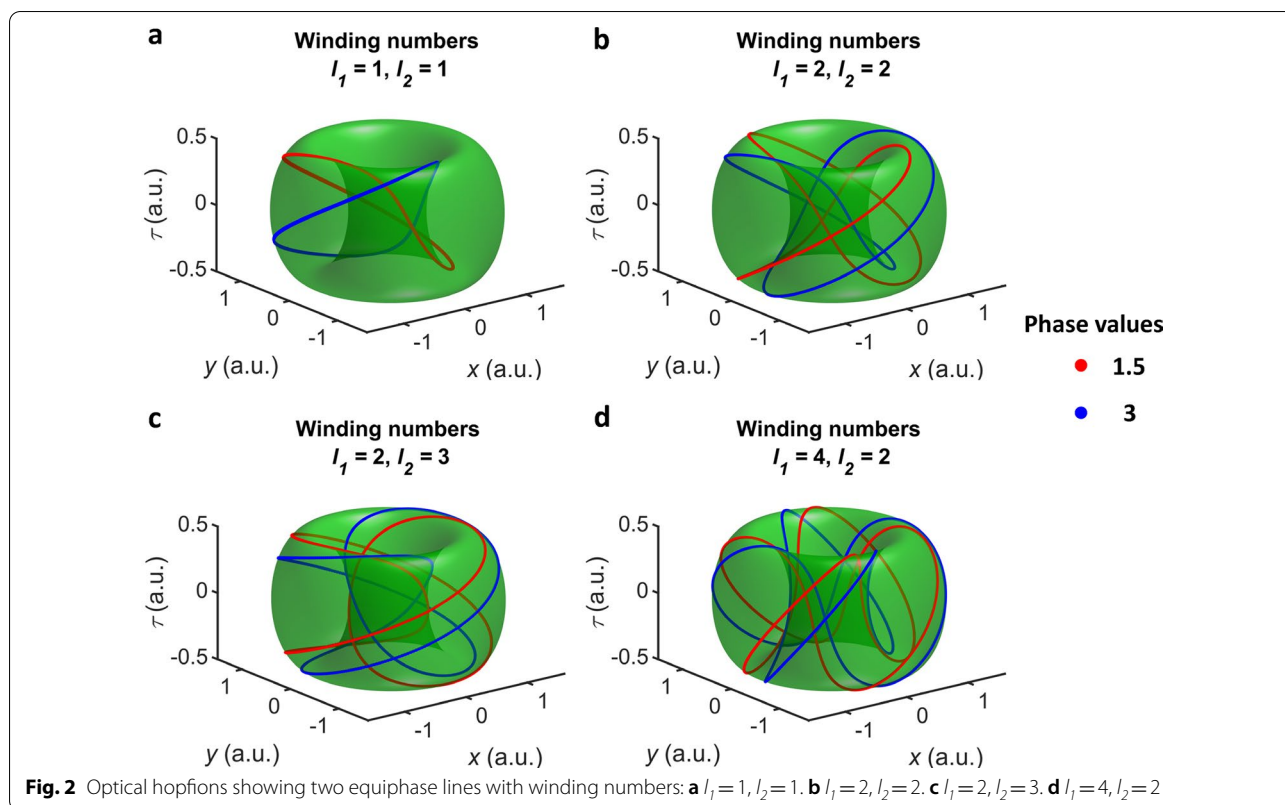 a
Winding numbers
l1 = 1, l2 = 1
0.5
0
-0.5
τ (a.u.)
1
0
-1
y (a.u.)
-1
0
1
x (a.u.)
b
Winding numbers
l1 = 2, l2 = 2
0.5
0
-0.5
τ (a.u.)
1
0
-1
y (a.u.)
-1
0
1
x (a.u.)
Phase values
1.5
3
c
Winding numbers
l1 = 2, l2 = 3
0.5
0
-0.5
τ (a.u.)
1
0
-1
y (a.u.)
-1
0
1
x (a.u.)
d
Winding numbers
l1 = 4, l2 = 2
0.5
0
-0.5
τ (a.u.)
1
0
-1
y (a.u.)
-1
0
1
x (a.u.)
Fig. 2 Optical hopfions showing two equiphase lines with winding numbers: a l1 = 1, l2 = 1. b l1 = 2, l2 = 2. c l1 = 2, l2 = 3. d l1 = 4, l2 = 2